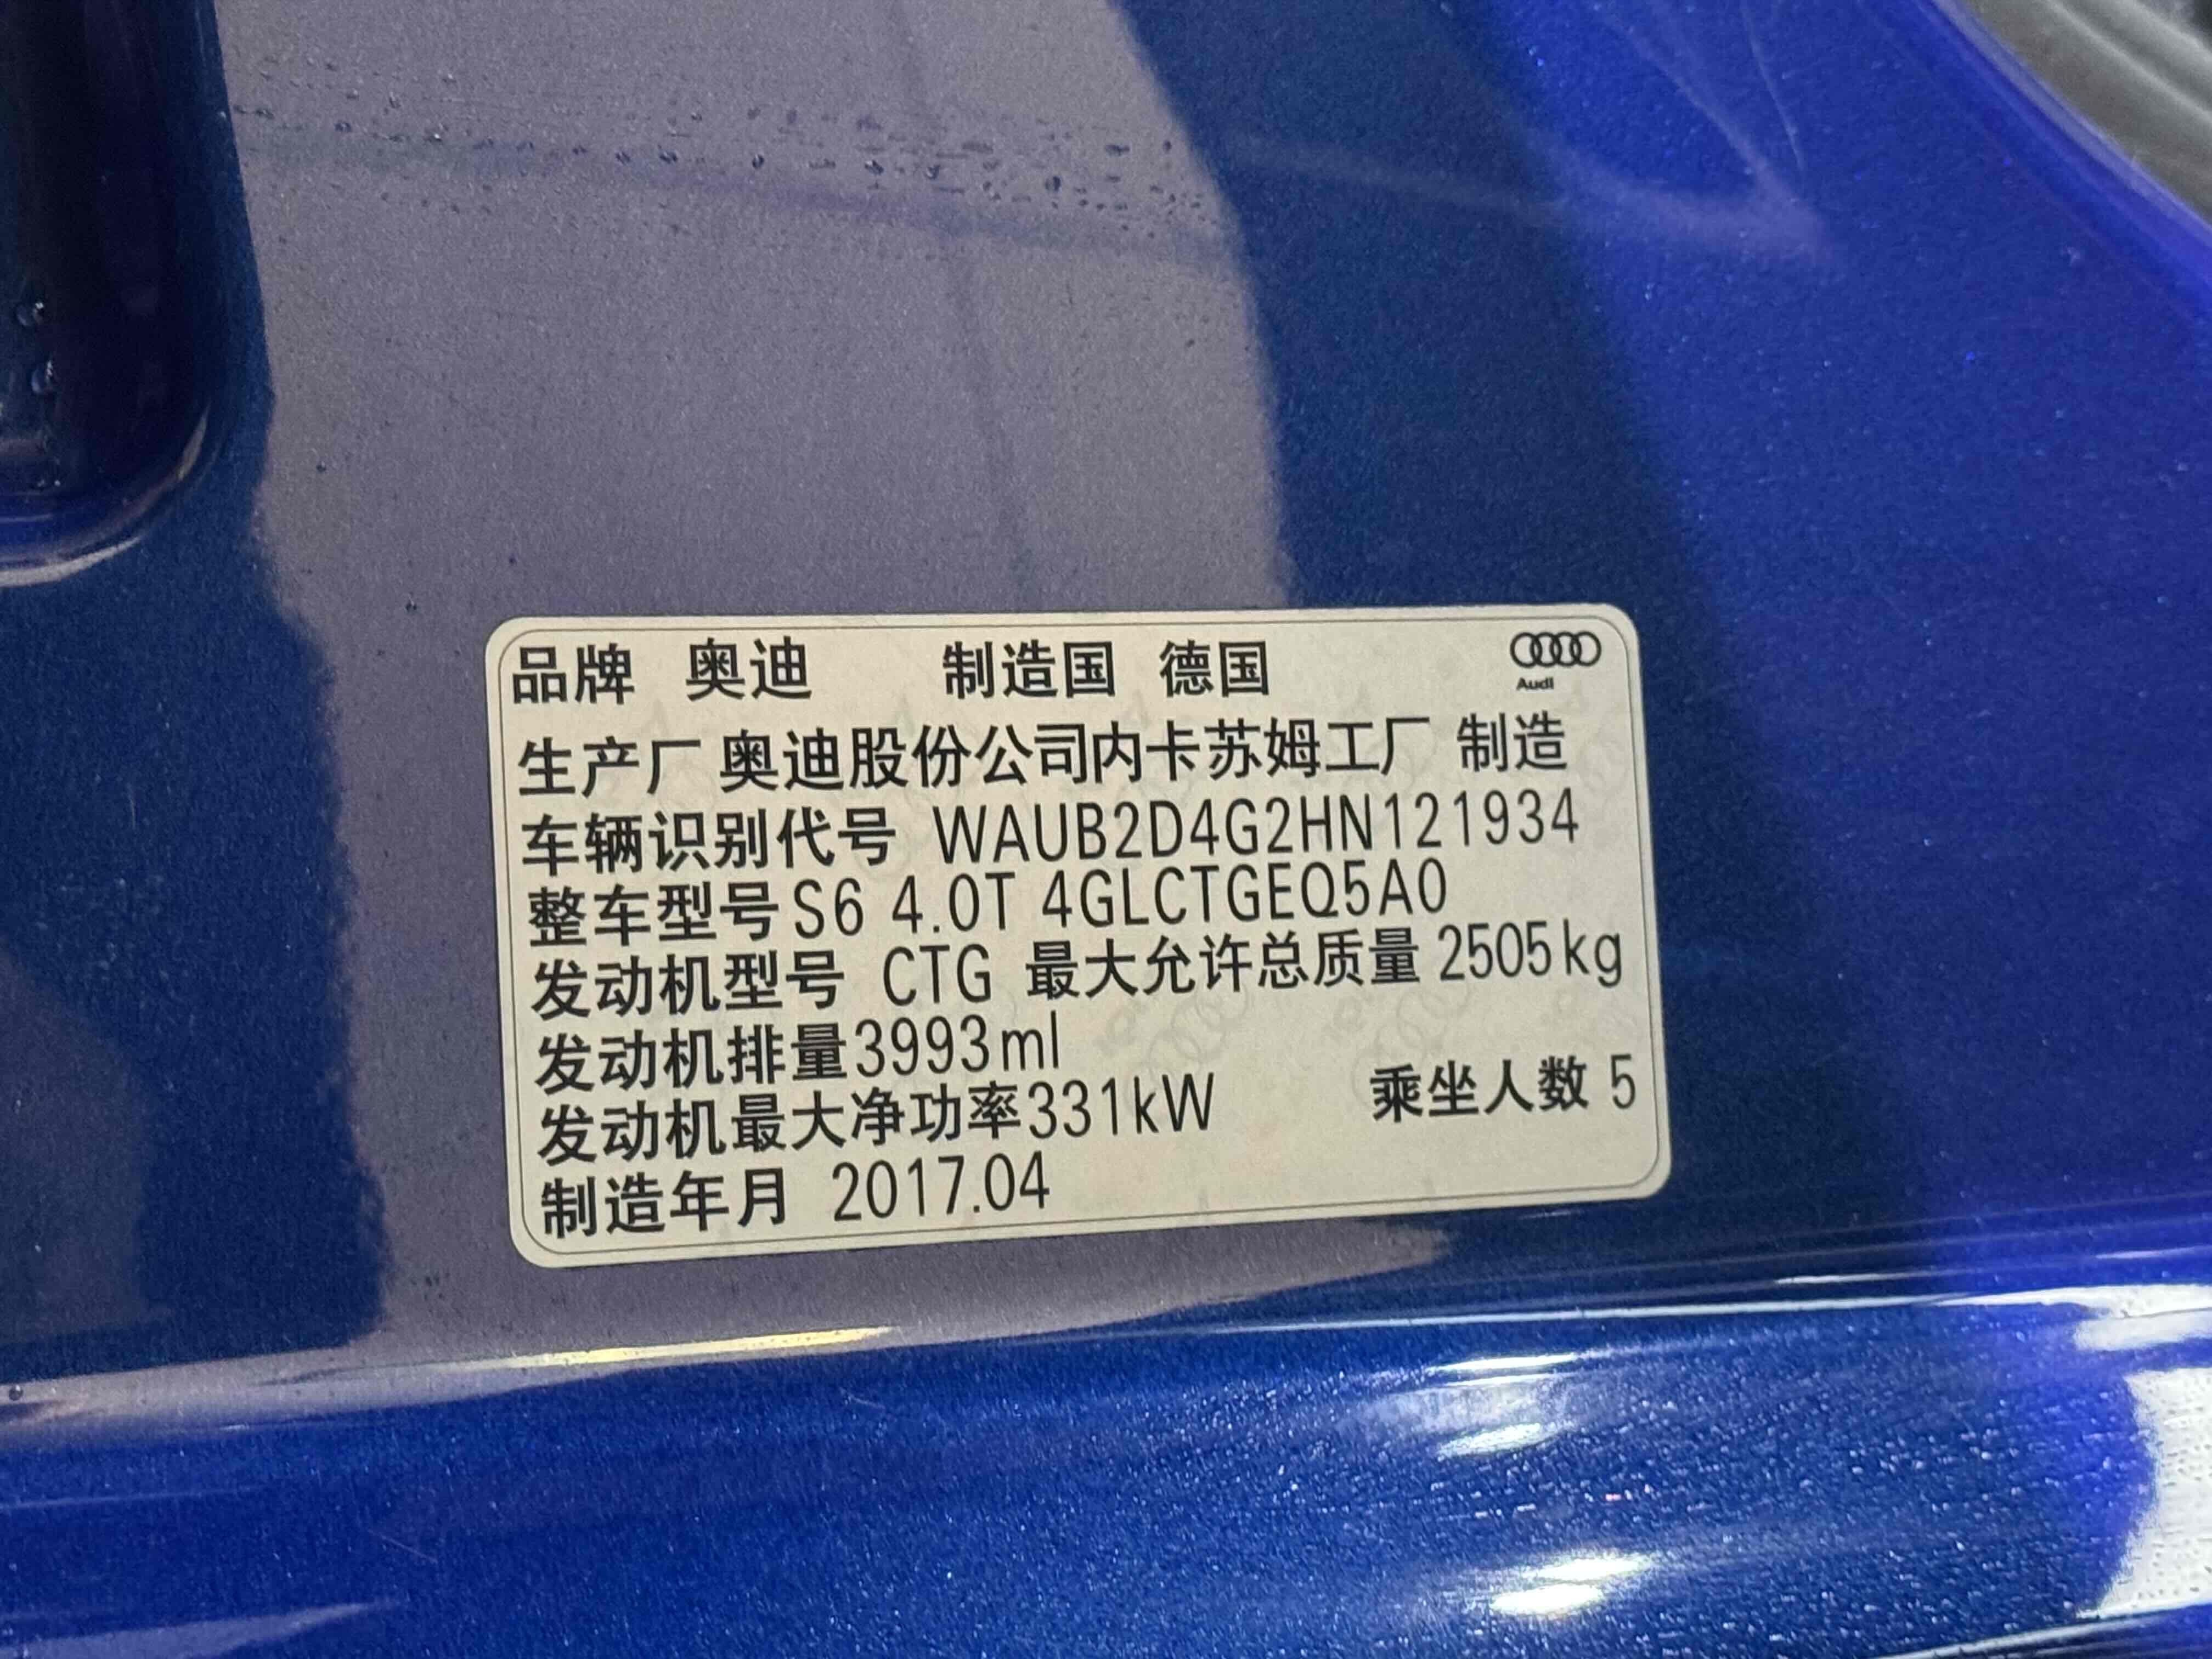 品牌 奥迪 制造国 德国
Audi
生产厂 奥迪股份公司内卡苏姆工厂 制造
车辆识别代号 WAUB2D4G2HN121934
整车型号 S6 4.0T 4GLCTGEQ5A0
发动机型号 CTG 最大允许总质量 2505kg
发动机排量3993ml
发动机最大净功率331kW 乘坐人数 5
制造年月 2017.04